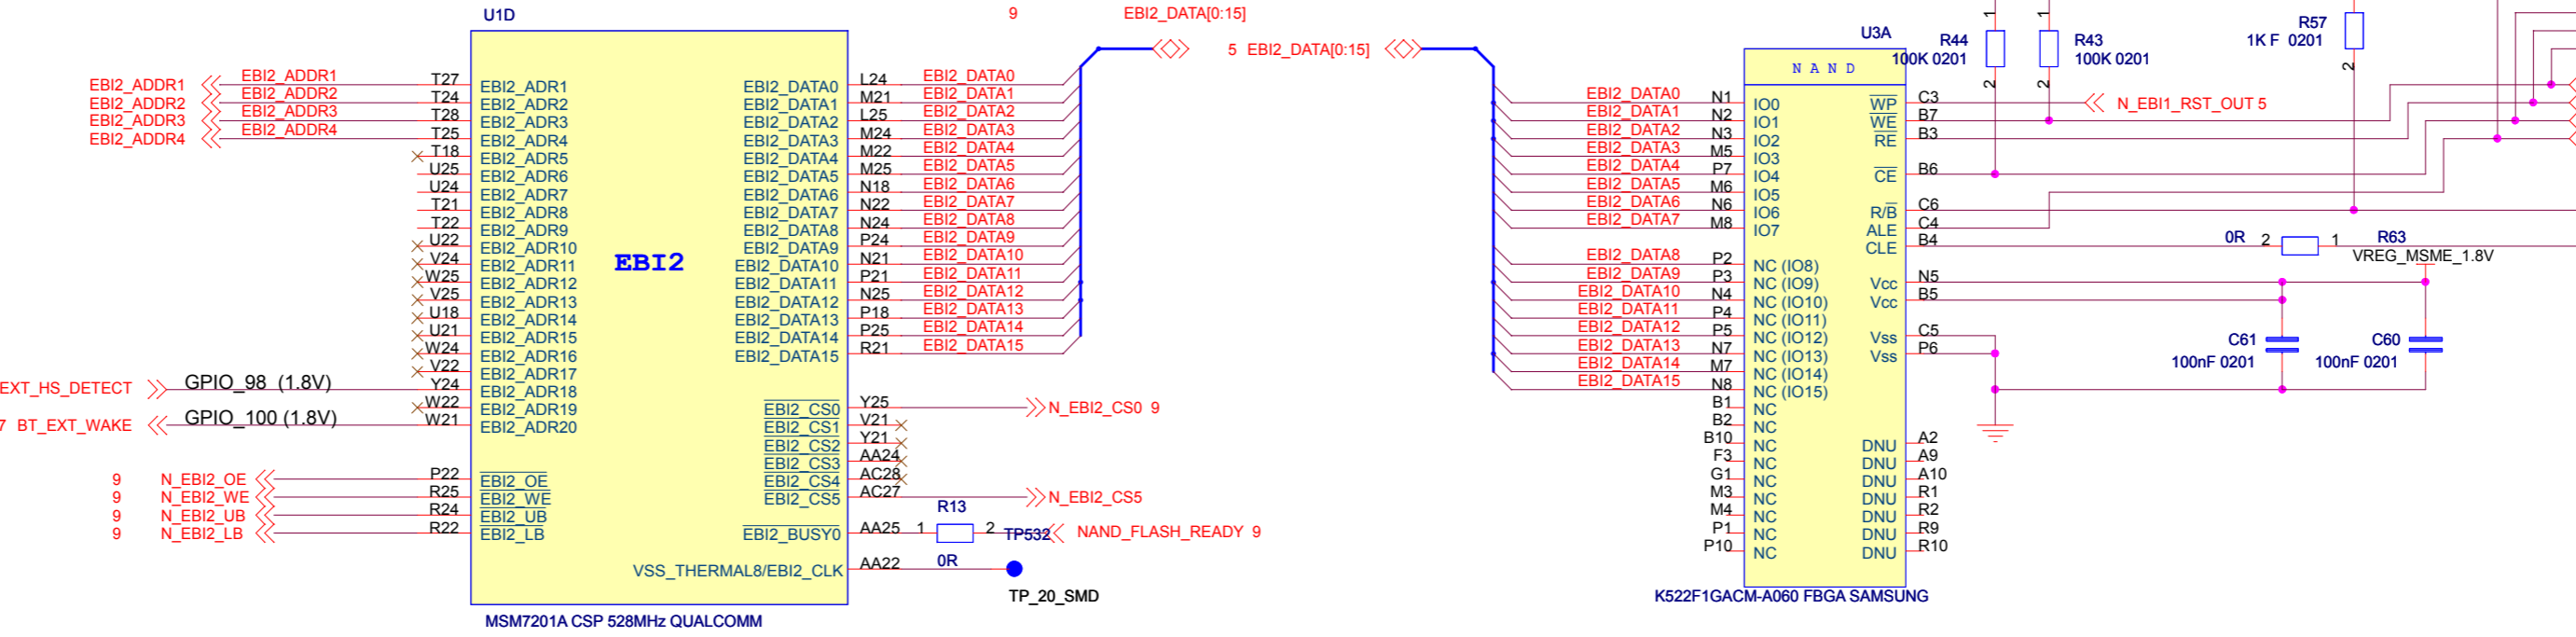 U1D
EBI2_ADDR1 EBI2_ADDR1 T27 EBI2_ADR1
EBI2_ADDR2 EBI2_ADDR2 T24 EBI2_ADR2
EBI2_ADDR3 EBI2_ADDR3 T28 EBI2_ADR3
EBI2_ADDR4 EBI2_ADDR4 T25 EBI2_ADR4
T18 EBI2_ADR5
U25 EBI2_ADR6
U24 EBI2_ADR7
T21 EBI2_ADR8
T22 EBI2_ADR9
U22 EBI2_ADR10
V24 EBI2_ADR11
W25 EBI2_ADR12
V25 EBI2_ADR13
U18 EBI2_ADR14
U21 EBI2_ADR15
W24 EBI2_ADR16
V22 EBI2_ADR17
EXT_HS_DETECT GPIO_98 (1.8V) Y24 EBI2_ADR18
W22 EBI2_ADR19
7 BT_EXT_WAKE GPIO_100 (1.8V) W21 EBI2_ADR20
9 N_EBI2_OE P22 EBI2_OE
9 N_EBI2_WE R25 EBI2_WE
9 N_EBI2_UB R24 EBI2_UB
9 N_EBI2_LB R22 EBI2_LB
EBI2
EBI2_DATA0 L24 EBI2_DATA0
EBI2_DATA1 M21 EBI2_DATA1
EBI2_DATA2 L25 EBI2_DATA2
EBI2_DATA3 M24 EBI2_DATA3
EBI2_DATA4 M22 EBI2_DATA4
EBI2_DATA5 M25 EBI2_DATA5
EBI2_DATA6 N18 EBI2_DATA6
EBI2_DATA7 N22 EBI2_DATA7
EBI2_DATA8 N24 EBI2_DATA8
EBI2_DATA9 P24 EBI2_DATA9
EBI2_DATA10 N21 EBI2_DATA10
EBI2_DATA11 P21 EBI2_DATA11
EBI2_DATA12 N25 EBI2_DATA12
EBI2_DATA13 P18 EBI2_DATA13
EBI2_DATA14 P25 EBI2_DATA14
EBI2_DATA15 R21 EBI2_DATA15
EBI2_CS0 Y25 N_EBI2_CS0 9
EBI2_CS1 V21
EBI2_CS2 Y21
EBI2_CS3 AA24
EBI2_CS4 AC28
EBI2_CS5 AC27 N_EBI2_CS5
R13
EBI2_BUSY0 AA25 1 2 TP532 NAND_FLASH_READY 9
0R
VSS_THERMAL8/EBI2_CLK AA22
TP_20_SMD
MSM7201A CSP 528MHz QUALCOMM
9 EBI2_DATA[0:15]
5 EBI2_DATA[0:15]
U3A
NAND
EBI2_DATA0 N1 IO0
EBI2_DATA1 N2 IO1
EBI2_DATA2 N3 IO2
EBI2_DATA3 M5 IO3
EBI2_DATA4 P7 IO4
EBI2_DATA5 M6 IO5
EBI2_DATA6 N6 IO6
EBI2_DATA7 M8 IO7
EBI2_DATA8 P2 NC (IO8)
EBI2_DATA9 P3 NC (IO9)
EBI2_DATA10 N4 NC (IO10)
EBI2_DATA11 P4 NC (IO11)
EBI2_DATA12 P5 NC (IO12)
EBI2_DATA13 N7 NC (IO13)
EBI2_DATA14 M7 NC (IO14)
EBI2_DATA15 N8 NC (IO15)
B1 NC
B2 NC
B10 NC
F3 NC
G1 NC
M3 NC
M4 NC
P1 NC
P10 NC
WP C3 N_EBI1_RST_OUT 5
WE B7
RE B3
CE B6
R/B C6
ALE C4
CLE B4
Vcc N5
Vcc B5
Vss C5
Vss P6
DNU A2
DNU A9
DNU A10
DNU R1
DNU R2
DNU R9
DNU R10
K522F1GACM-A060 FBGA SAMSUNG
1 R44 100K 0201 2
1 R43 100K 0201 2
R57 1K F 0201 2
0R 2 1 R63
VREG_MSME_1.8V
C61 100nF 0201
C60 100nF 0201